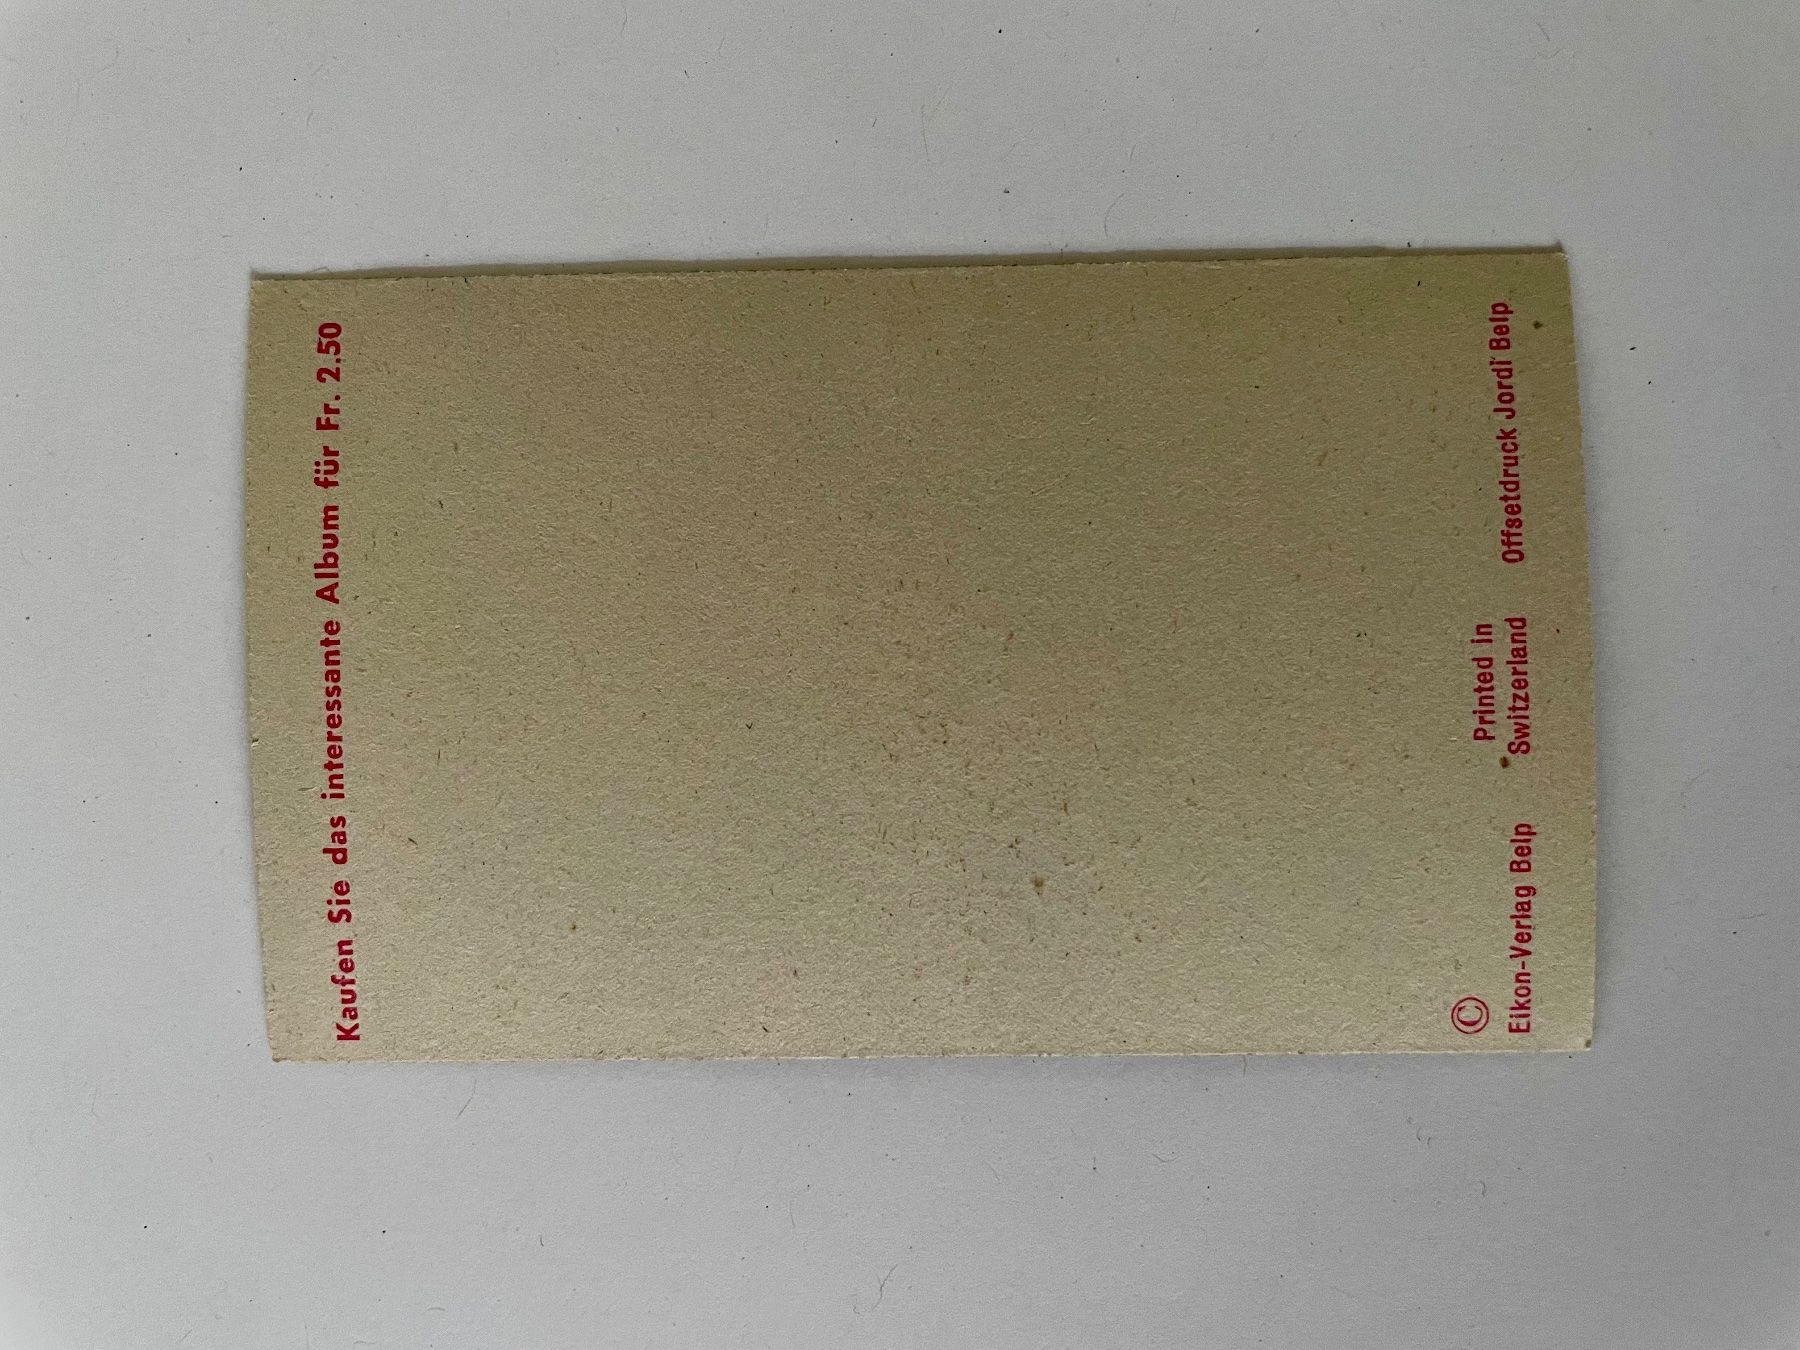 Kaufen Sie das interessante Album für Fr. 2.50
©
Eikon-Verlag Belp
Printed in
Switzerland
Offsetdruck Jordi Belp